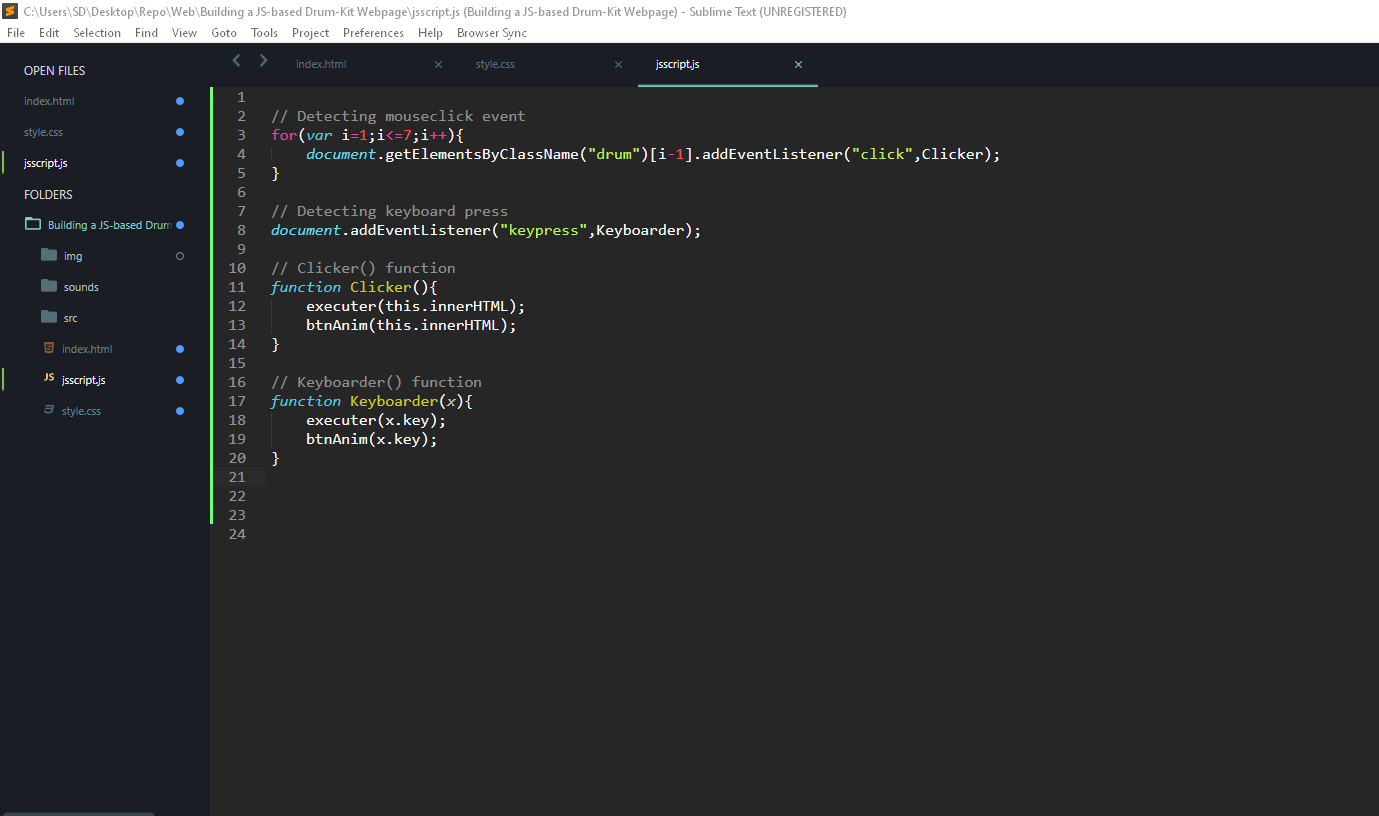 C:\Users\SD\Desktop\Repo\Web\Building a JS-based Drum-Kit Webpage\jsscript.js (Building a JS-based Drum-Kit Webpage) - Sublime Text (UNREGISTERED)
File Edit Selection Find View Goto Tools Project Preferences Help Browser Sync
OPEN FILES
index.html
style.css
jsscript.js
FOLDERS
Building a JS-based Drum
img
sounds
src
index.html
JS jsscript.js
style.css
index.html style.css jsscript.js
1
2 // Detecting mouseclick event
3 for(var i=1;i<=7;i++){
4     document.getElementsByClassName("drum")[i-1].addEventListener("click",Clicker);
5 }
6
7 // Detecting keyboard press
8 document.addEventListener("keypress",Keyboarder);
9
10 // Clicker() function
11 function Clicker(){
12     executer(this.innerHTML);
13     btnAnim(this.innerHTML);
14 }
15
16 // Keyboarder() function
17 function Keyboarder(x){
18     executer(x.key);
19     btnAnim(x.key);
20 }
21
22
23
24